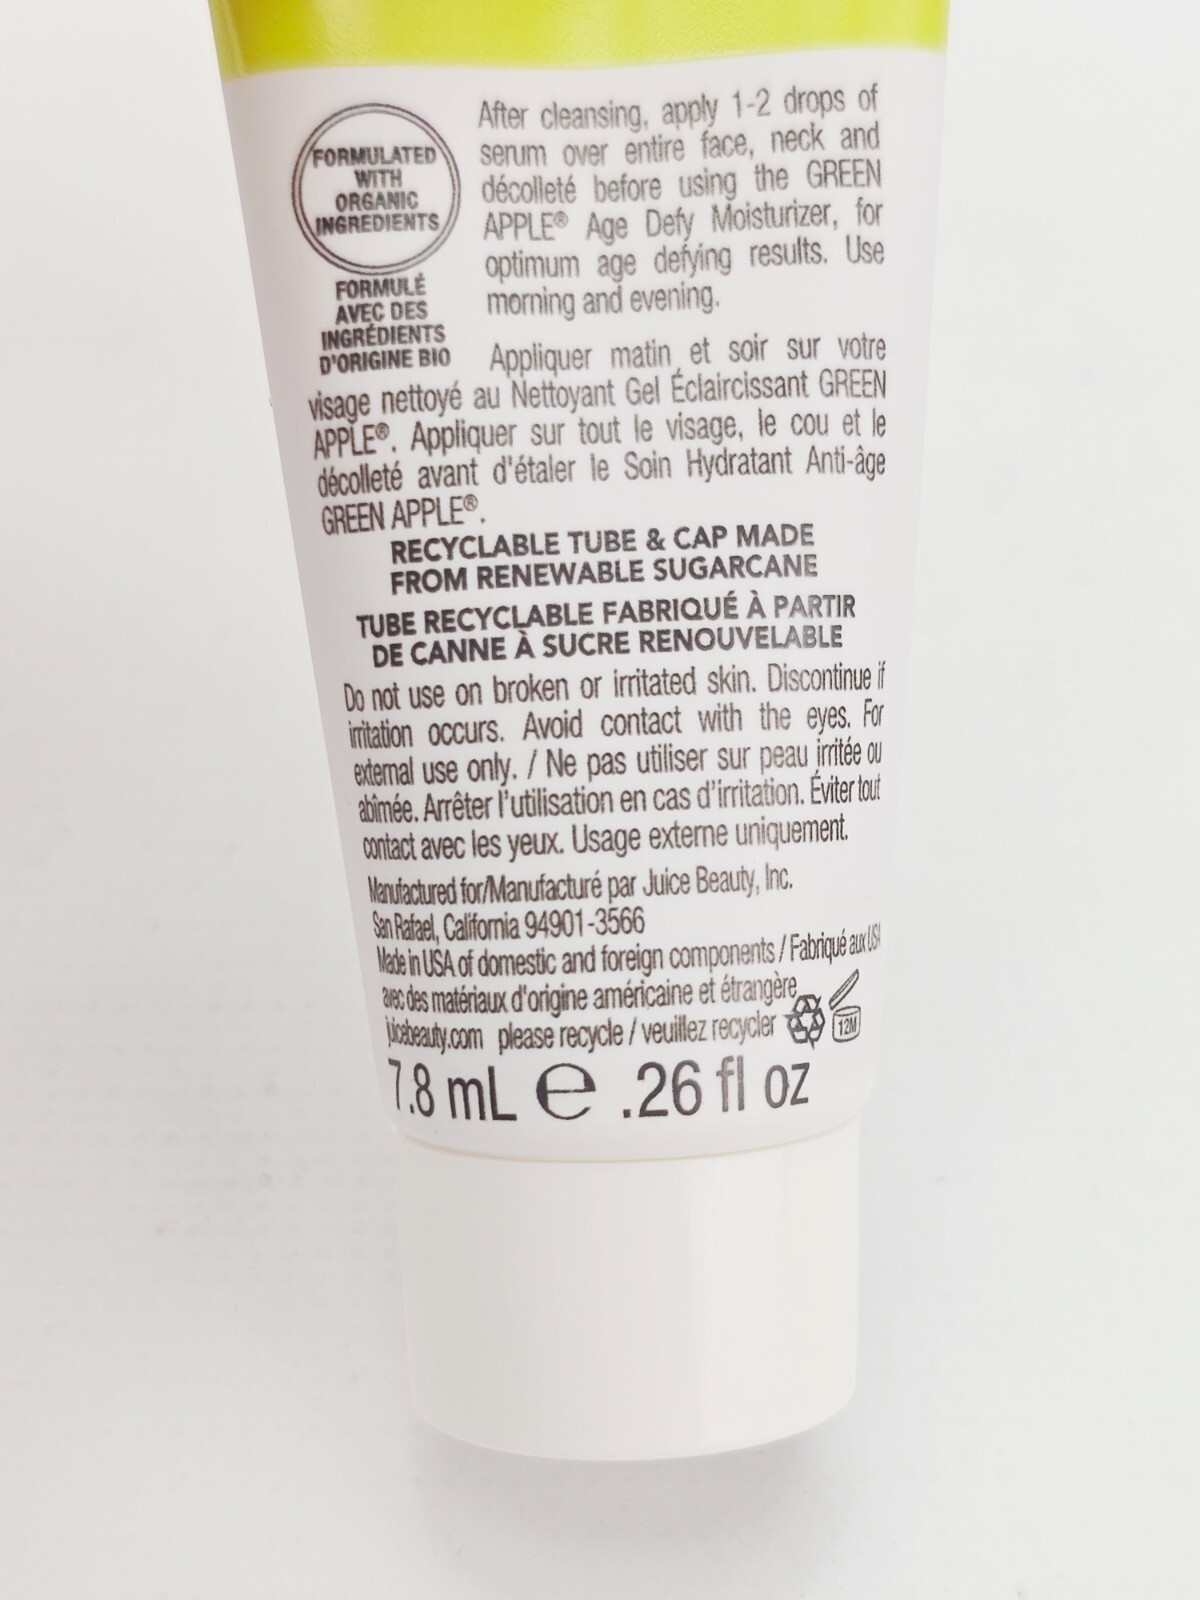 FORMULATED
WITH
ORGANIC
INGREDIENTS
FORMULÉ
AVEC DES
INGRÉDIENTS
D'ORIGINE BIO
After cleansing, apply 1-2 drops of
serum over entire face, neck and
décolleté before using the GREEN
APPLE® Age Defy Moisturizer, for
optimum age defying results. Use
morning and evening.
Appliquer matin et soir sur votre
visage nettoyé au Nettoyant Gel Éclaircissant GREEN
APPLE®. Appliquer sur tout le visage, le cou et le
décolleté avant d'étaler le Soin Hydratant Anti-âge
GREEN APPLE®.
RECYCLABLE TUBE & CAP MADE
FROM RENEWABLE SUGARCANE
TUBE RECYCLABLE FABRIQUÉ À PARTIR
DE CANNE À SUCRE RENOUVELABLE
Do not use on broken or irritated skin. Discontinue if
irritation occurs. Avoid contact with the eyes. For
external use only. / Ne pas utiliser sur peau irritée ou
abîmée. Arrêter l'utilisation en cas d'irritation. Éviter tout
contact avec les yeux. Usage externe uniquement.
Manufactured for/Manufacturé par Juice Beauty, Inc.
San Rafael, California 94901-3566
Made in USA of domestic and foreign components / Fabriqué aux USA
avec des matériaux d'origine américaine et étrangère
juicebeauty.com please recycle / veuillez recycler 12M
7.8 mL e .26 fl oz